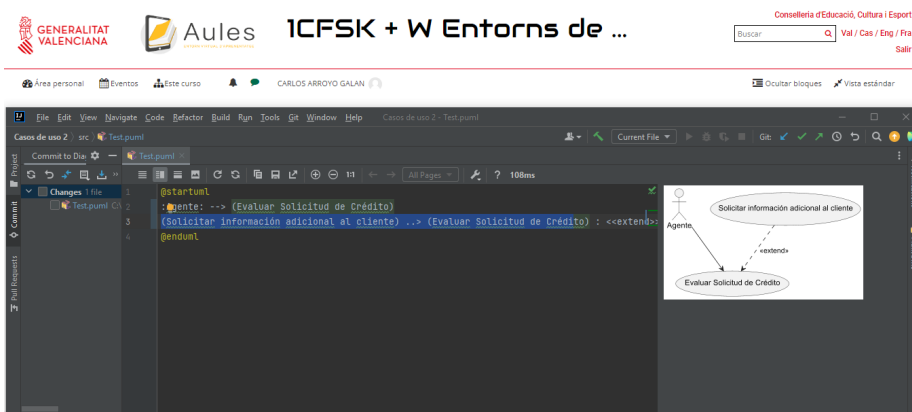 Conselleria d'Educació, Cultura i Esport
GENERALITAT
VALENCIANA
Aules
1CFSK + W Entorns de ...
Buscar
Val / Cas / Eng / Fra
Salir
Área personal Eventos Este curso CARLOS ARROYO GALAN
Ocultar bloques Vista estándar
File Edit View Navigate Code Refactor Build Run Tools Git Window Help Casos de uso 2 - Test.puml
Casos de uso 2 src Test.puml
Current File
Git:
Project
Commit to Dia
Test.puml
All Pages
? 108ms
1:1
Commit
Changes 1 file
Test.puml C:\
Pull Requests
1 @startuml
2 :Agente: --> (Evaluar Solicitud de Crédito)
3 (Solicitar información adicional al cliente) ..> (Evaluar Solicitud de Crédito) : <<extend>>
4 @enduml
Solicitar información adicional al cliente
Agente
«extend»
Evaluar Solicitud de Crédito